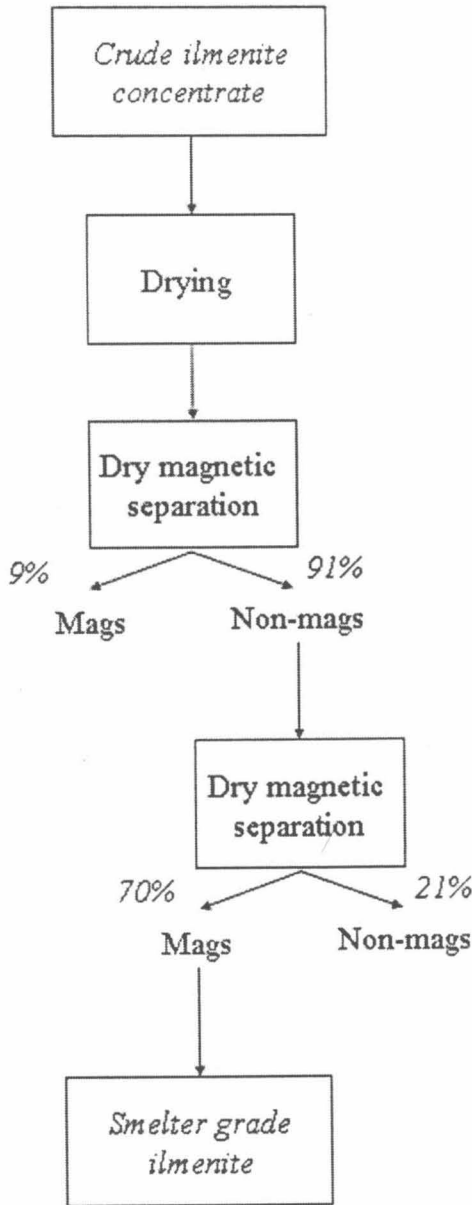 Crude ilmenite
concentrate
Drying
Dry magnetic
separation
9%
91%
Mags
Non-mags
Dry magnetic
separation
70%
21%
Mags
Non-mags
Smelter grade
ilmenite